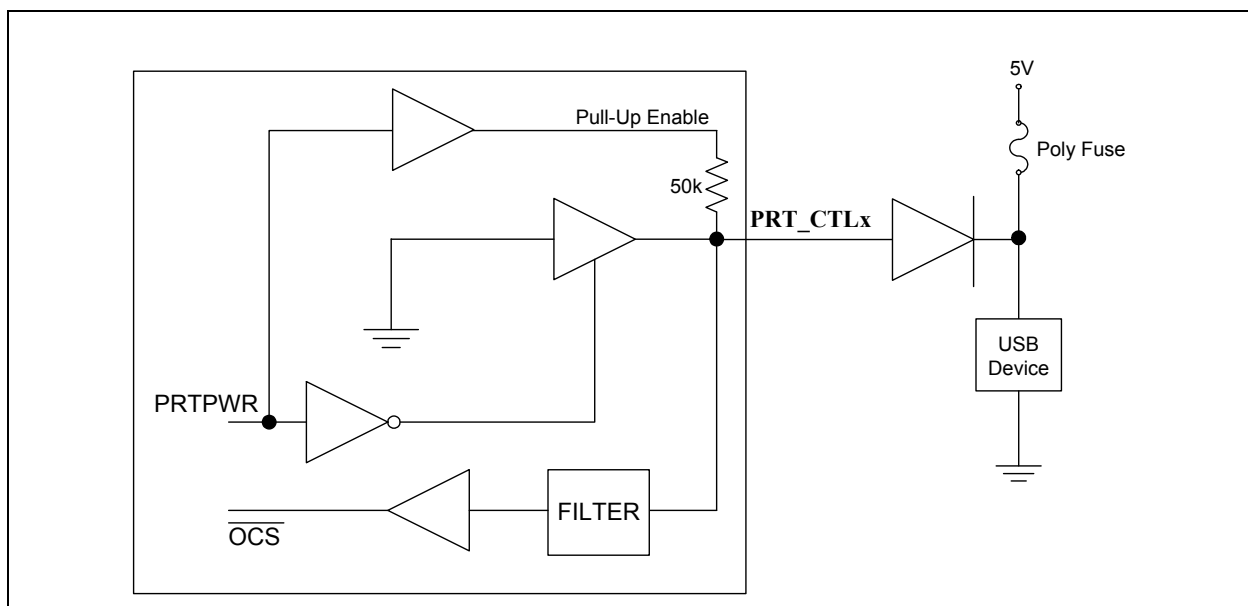 5V
Pull-Up Enable
Poly Fuse
50k
PRT_CTLx
USB
Device
PRTPWR
FILTER
OCS